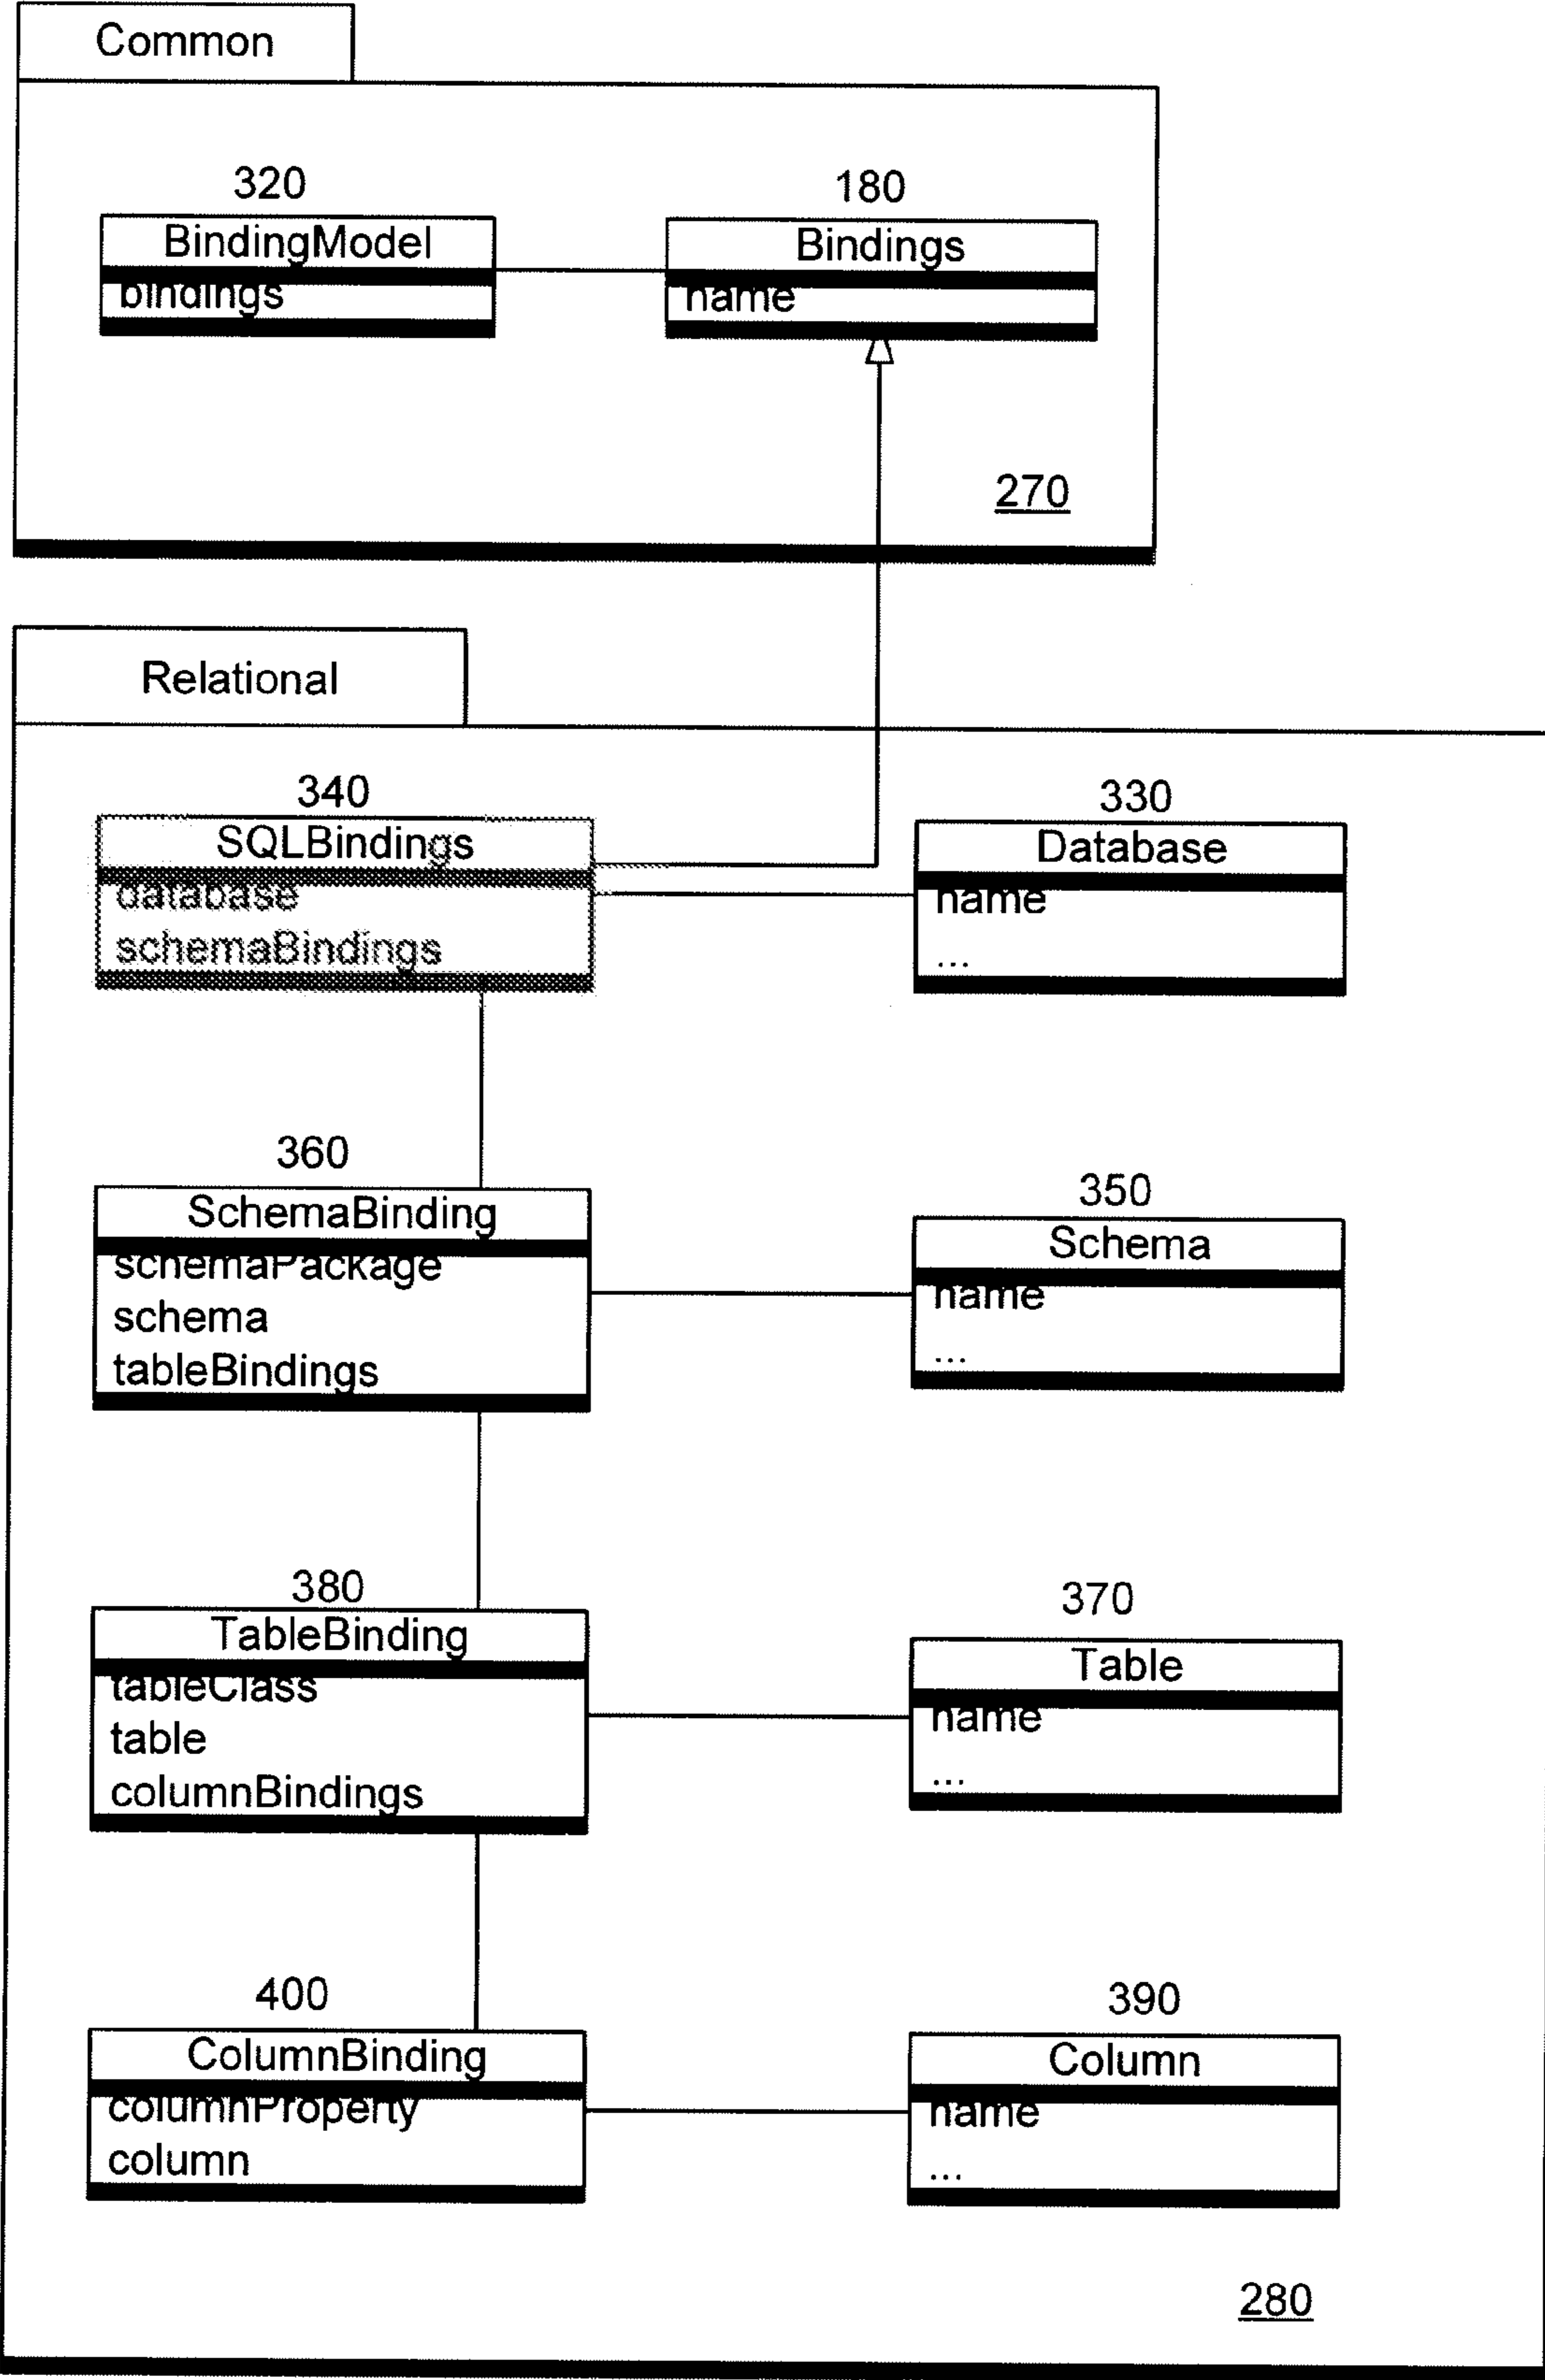 Common
320
180
BindingModel
Bindings
bindings
name
270
Relational
340
330
SQLBindings
Database
database
name
schemaBindings
...
360
350
SchemaBinding
Schema
schemaPackage
name
schema
...
tableBindings
380
370
TableBinding
Table
tableClass
name
table
...
columnBindings
400
390
ColumnBinding
Column
columnProperty
name
column
...
280